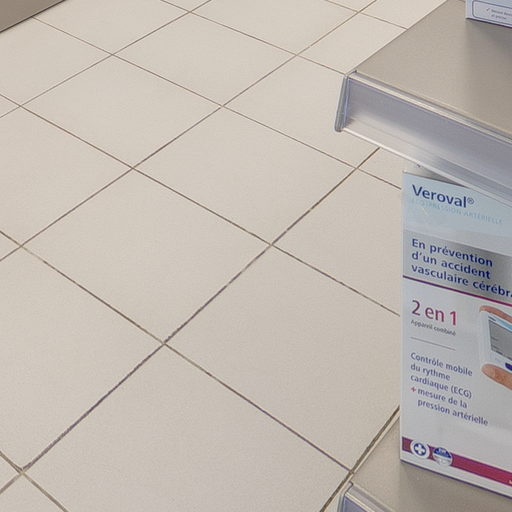 Veroval®
En prévention
d'un accident
vasculaire
2 en 1
Appareil combiné
Contrôle mobile
du rythme
cardiaque (ECG)
+ mesure de la
pression artérielle